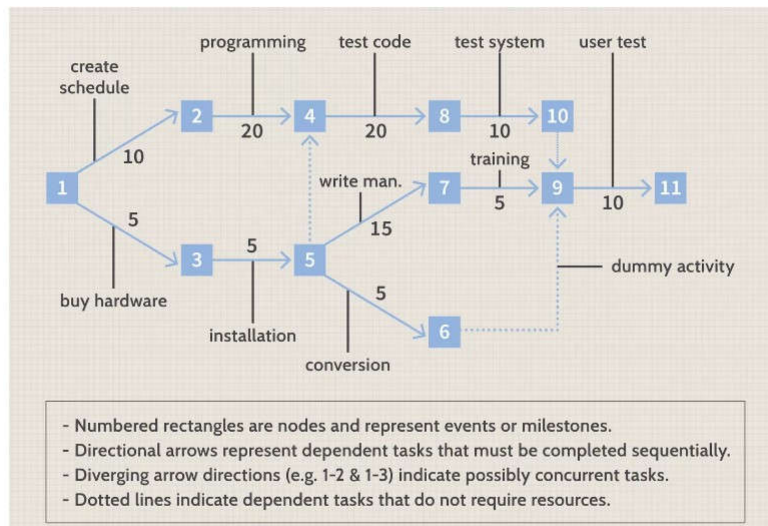 programming
test code
test system
user test
create
schedule
2
4
8
10
20
20
10
10
training
write man.
1
7
9
11
5
10
5
15
5
3
5
5
dummy activity
buy hardware
6
installation
conversion
- Numbered rectangles are nodes and represent events or milestones.
- Directional arrows represent dependent tasks that must be completed sequentially.
- Diverging arrow directions (e.g. 1-2 & 1-3) indicate possibly concurrent tasks.
- Dotted lines indicate dependent tasks that do not require resources.